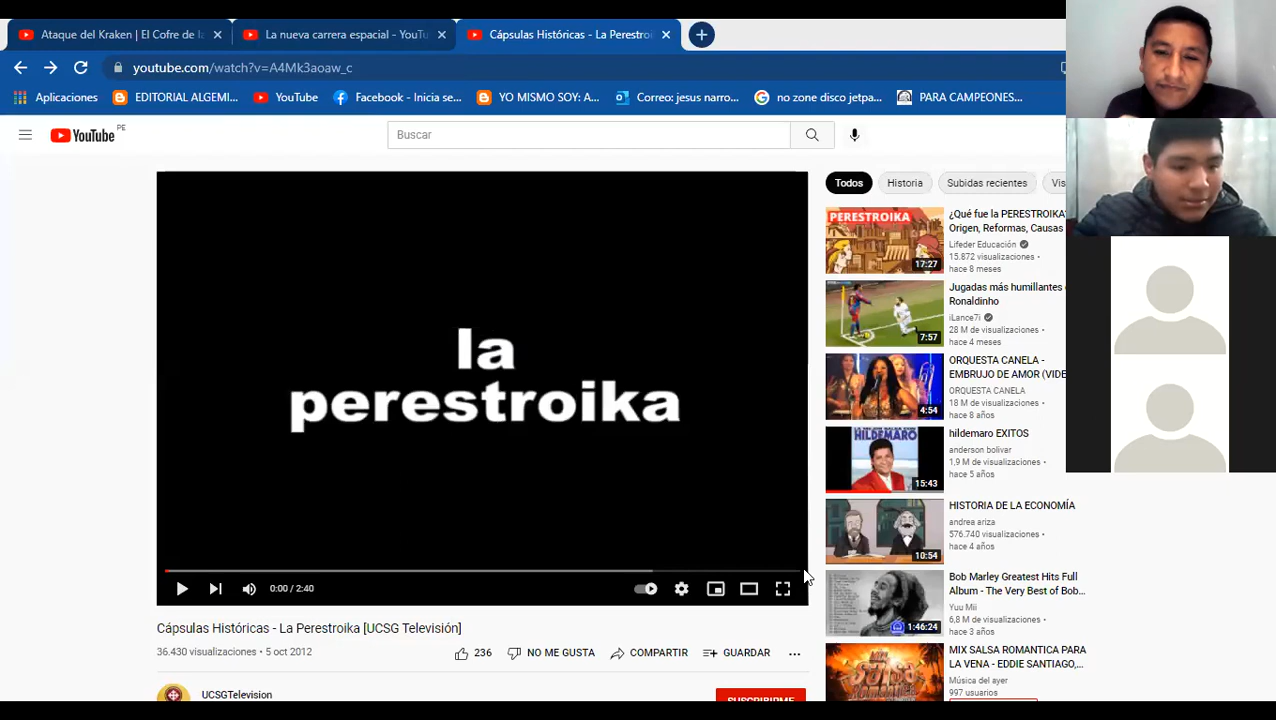 Ataque del Kraken | El Cofre de l
La nueva carrera espacial - YouTu
Cápsulas Históricas - La Perestroi
youtube.com/watch?v=A4Mk3aoaw_c
Aplicaciones
EDITORIAL ALGEMI...
YouTube
Facebook - Inicia se...
YO MISMO SOY: A...
Correo: jesus narro...
no zone disco jetpa...
PARA CAMPEONES...
YouTube PE
Buscar
la
perestroika
0:00 / 2:40
Cápsulas Históricas - La Perestroika [UCSG Televisión]
36.430 visualizaciones • 5 oct 2012
236
NO ME GUSTA
COMPARTIR
GUARDAR
UCSGTelevision
SUSCRIBIRME
Todos
Historia
Subidas recientes
Vis
PERESTROIKA
17:27
¿Qué fue la PERESTROIKA?
Origen, Reformas, Causas
Lifeder Educación
15.872 visualizaciones •
hace 8 meses
7:57
Jugadas más humillantes
Ronaldinho
iLance7i
28 M de visualizaciones •
hace 4 meses
4:54
ORQUESTA CANELA -
EMBRUJO DE AMOR (VIDE
ORQUESTA CANELA
18 M de visualizaciones •
hace 8 años
HILDEMARO
15:43
hildemaro EXITOS
anderson bolivar
1,9 M de visualizaciones •
hace 5 años
10:54
HISTORIA DE LA ECONOMÍA
andrea ariza
576.740 visualizaciones •
hace 4 años
1:46:24
Bob Marley Greatest Hits Full
Album - The Very Best of Bob...
Yuu Mii
6,8 M de visualizaciones •
hace 3 años
MIX SALSA
MIX SALSA ROMANTICA PARA
LA VENA - EDDIE SANTIAGO,...
Música del ayer
997 usuarios